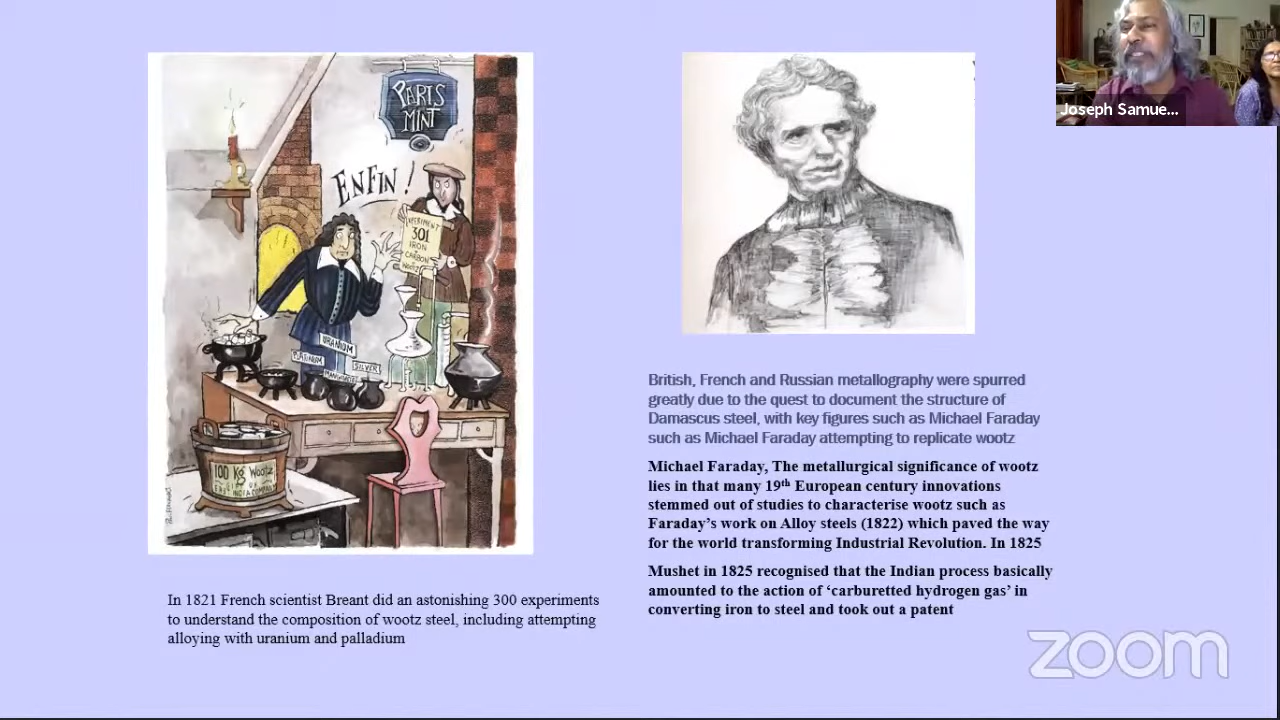 PARIS
MINT
ENFIN!
301
IRON
+
CARBON
=
WOOTZ
URANIUM
PLATINUM
SILVER
100 Kg WOOTZ
EAST INDIA COMPANY
In 1821 French scientist Breant did an astonishing 300 experiments
to understand the composition of wootz steel, including attempting
alloying with uranium and palladium
Joseph Samue...
British, French and Russian metallography were spurred
greatly due to the quest to document the structure of
Damascus steel, with key figures such as Michael Faraday
such as Michael Faraday attempting to replicate wootz
Michael Faraday, The metallurgical significance of wootz
lies in that many 19th European century innovations
stemmed out of studies to characterise wootz such as
Faraday's work on Alloy steels (1822) which paved the way
for the world transforming Industrial Revolution. In 1825
Mushet in 1825 recognised that the Indian process basically
amounted to the action of ‘carburetted hydrogen gas’ in
converting iron to steel and took out a patent
zoom